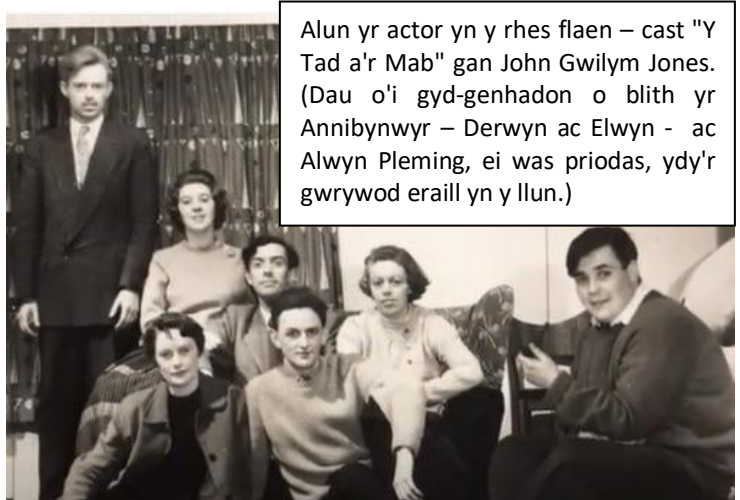 Alun yr actor yn y rhes flaen – cast "Y
Tad a'r Mab" gan John Gwilym Jones.
(Dau o'i gyd-genhadon o blith yr
Annibynwyr – Derwyn ac Elwyn - ac
Alwyn Pleming, ei was priodas, ydy'r
gwrywod eraill yn y llun.)